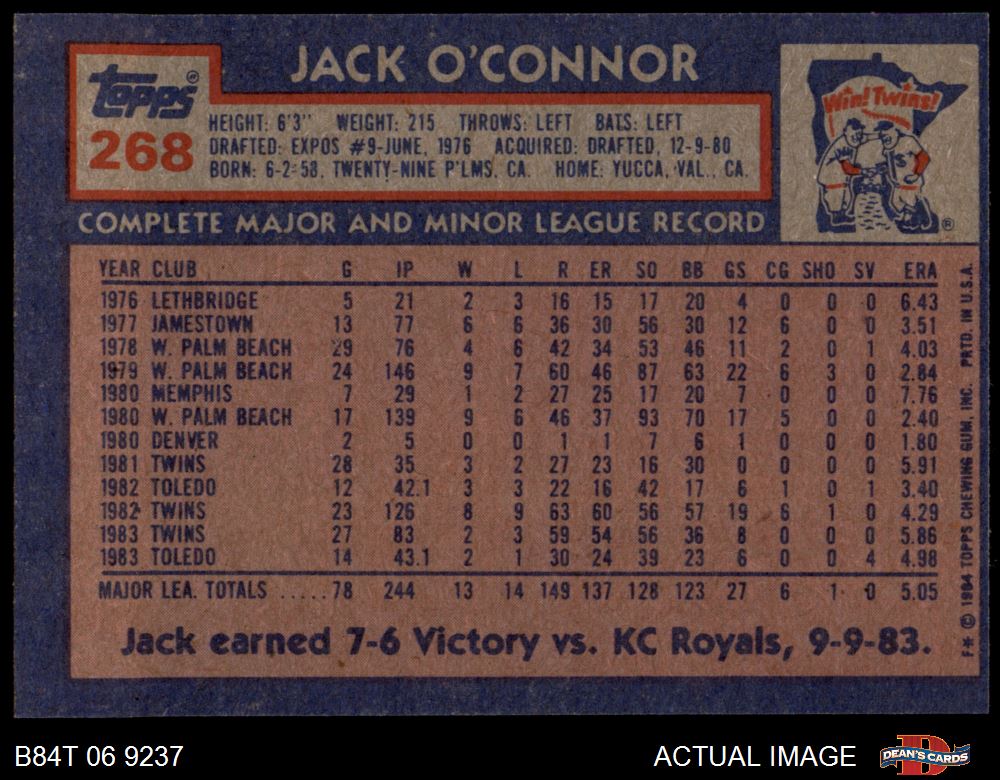 JACK O'CONNOR
Topps®
268
HEIGHT: 6'3" WEIGHT: 215 THROWS: LEFT BATS: LEFT
DRAFTED: EXPOS #9-JUNE, 1976 ACQUIRED: DRAFTED, 12-9-80
BORN: 6-2-58, TWENTY-NINE P'LMS, CA. HOME: YUCCA, VAL., CA.
Win! Twins!
®
COMPLETE MAJOR AND MINOR LEAGUE RECORD
YEAR CLUB G IP W L R ER SO BB GS CG SHO SV ERA
1976 LETHBRIDGE 5 21 2 3 16 15 17 20 4 0 0 0 6.43
1977 JAMESTOWN 13 77 6 6 36 30 56 30 12 6 0 0 3.51
1978 W. PALM BEACH 29 76 4 6 42 34 53 46 11 2 0 1 4.03
1979 W. PALM BEACH 24 146 9 7 60 46 87 63 22 6 3 0 2.84
1980 MEMPHIS 7 29 1 2 27 25 17 20 7 0 0 0 7.76
1980 W. PALM BEACH 17 139 9 6 46 37 93 70 17 5 0 0 2.40
1980 DENVER 2 5 0 0 1 1 7 6 1 0 0 0 1.80
1981 TWINS 28 35 3 2 27 23 16 30 0 0 0 0 5.91
1982 TOLEDO 12 42.1 3 3 22 16 42 17 6 1 0 1 3.40
1982 TWINS 23 126 8 9 63 60 56 57 19 6 1 0 4.29
1983 TWINS 27 83 2 3 59 54 56 36 8 0 0 0 5.86
1983 TOLEDO 14 43.1 2 1 30 24 39 23 6 0 0 4 4.98
MAJOR LEA. TOTALS .....78 244 13 14 149 137 128 123 27 6 1 0 5.05
Jack earned 7-6 Victory vs. KC Royals, 9-9-83.
F* © 1984 TOPPS CHEWING GUM, INC. PRTD. IN U.S.A.
B84T 06 9237
ACTUAL IMAGE
DEAN'S CARDS